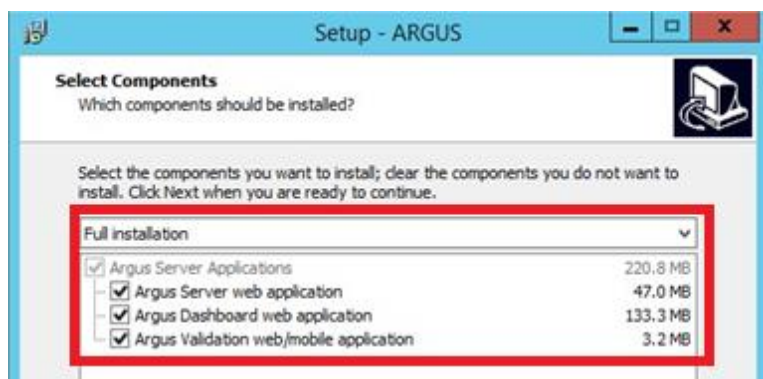 Setup - ARGUS
Select Components
Which components should be installed?
Select the components you want to install; clear the components you do not want to
install. Click Next when you are ready to continue.
Full installation
Argus Server Applications 220.8 MB
Argus Server web application 47.0 MB
Argus Dashboard web application 133.3 MB
Argus Validation web/mobile application 3.2 MB